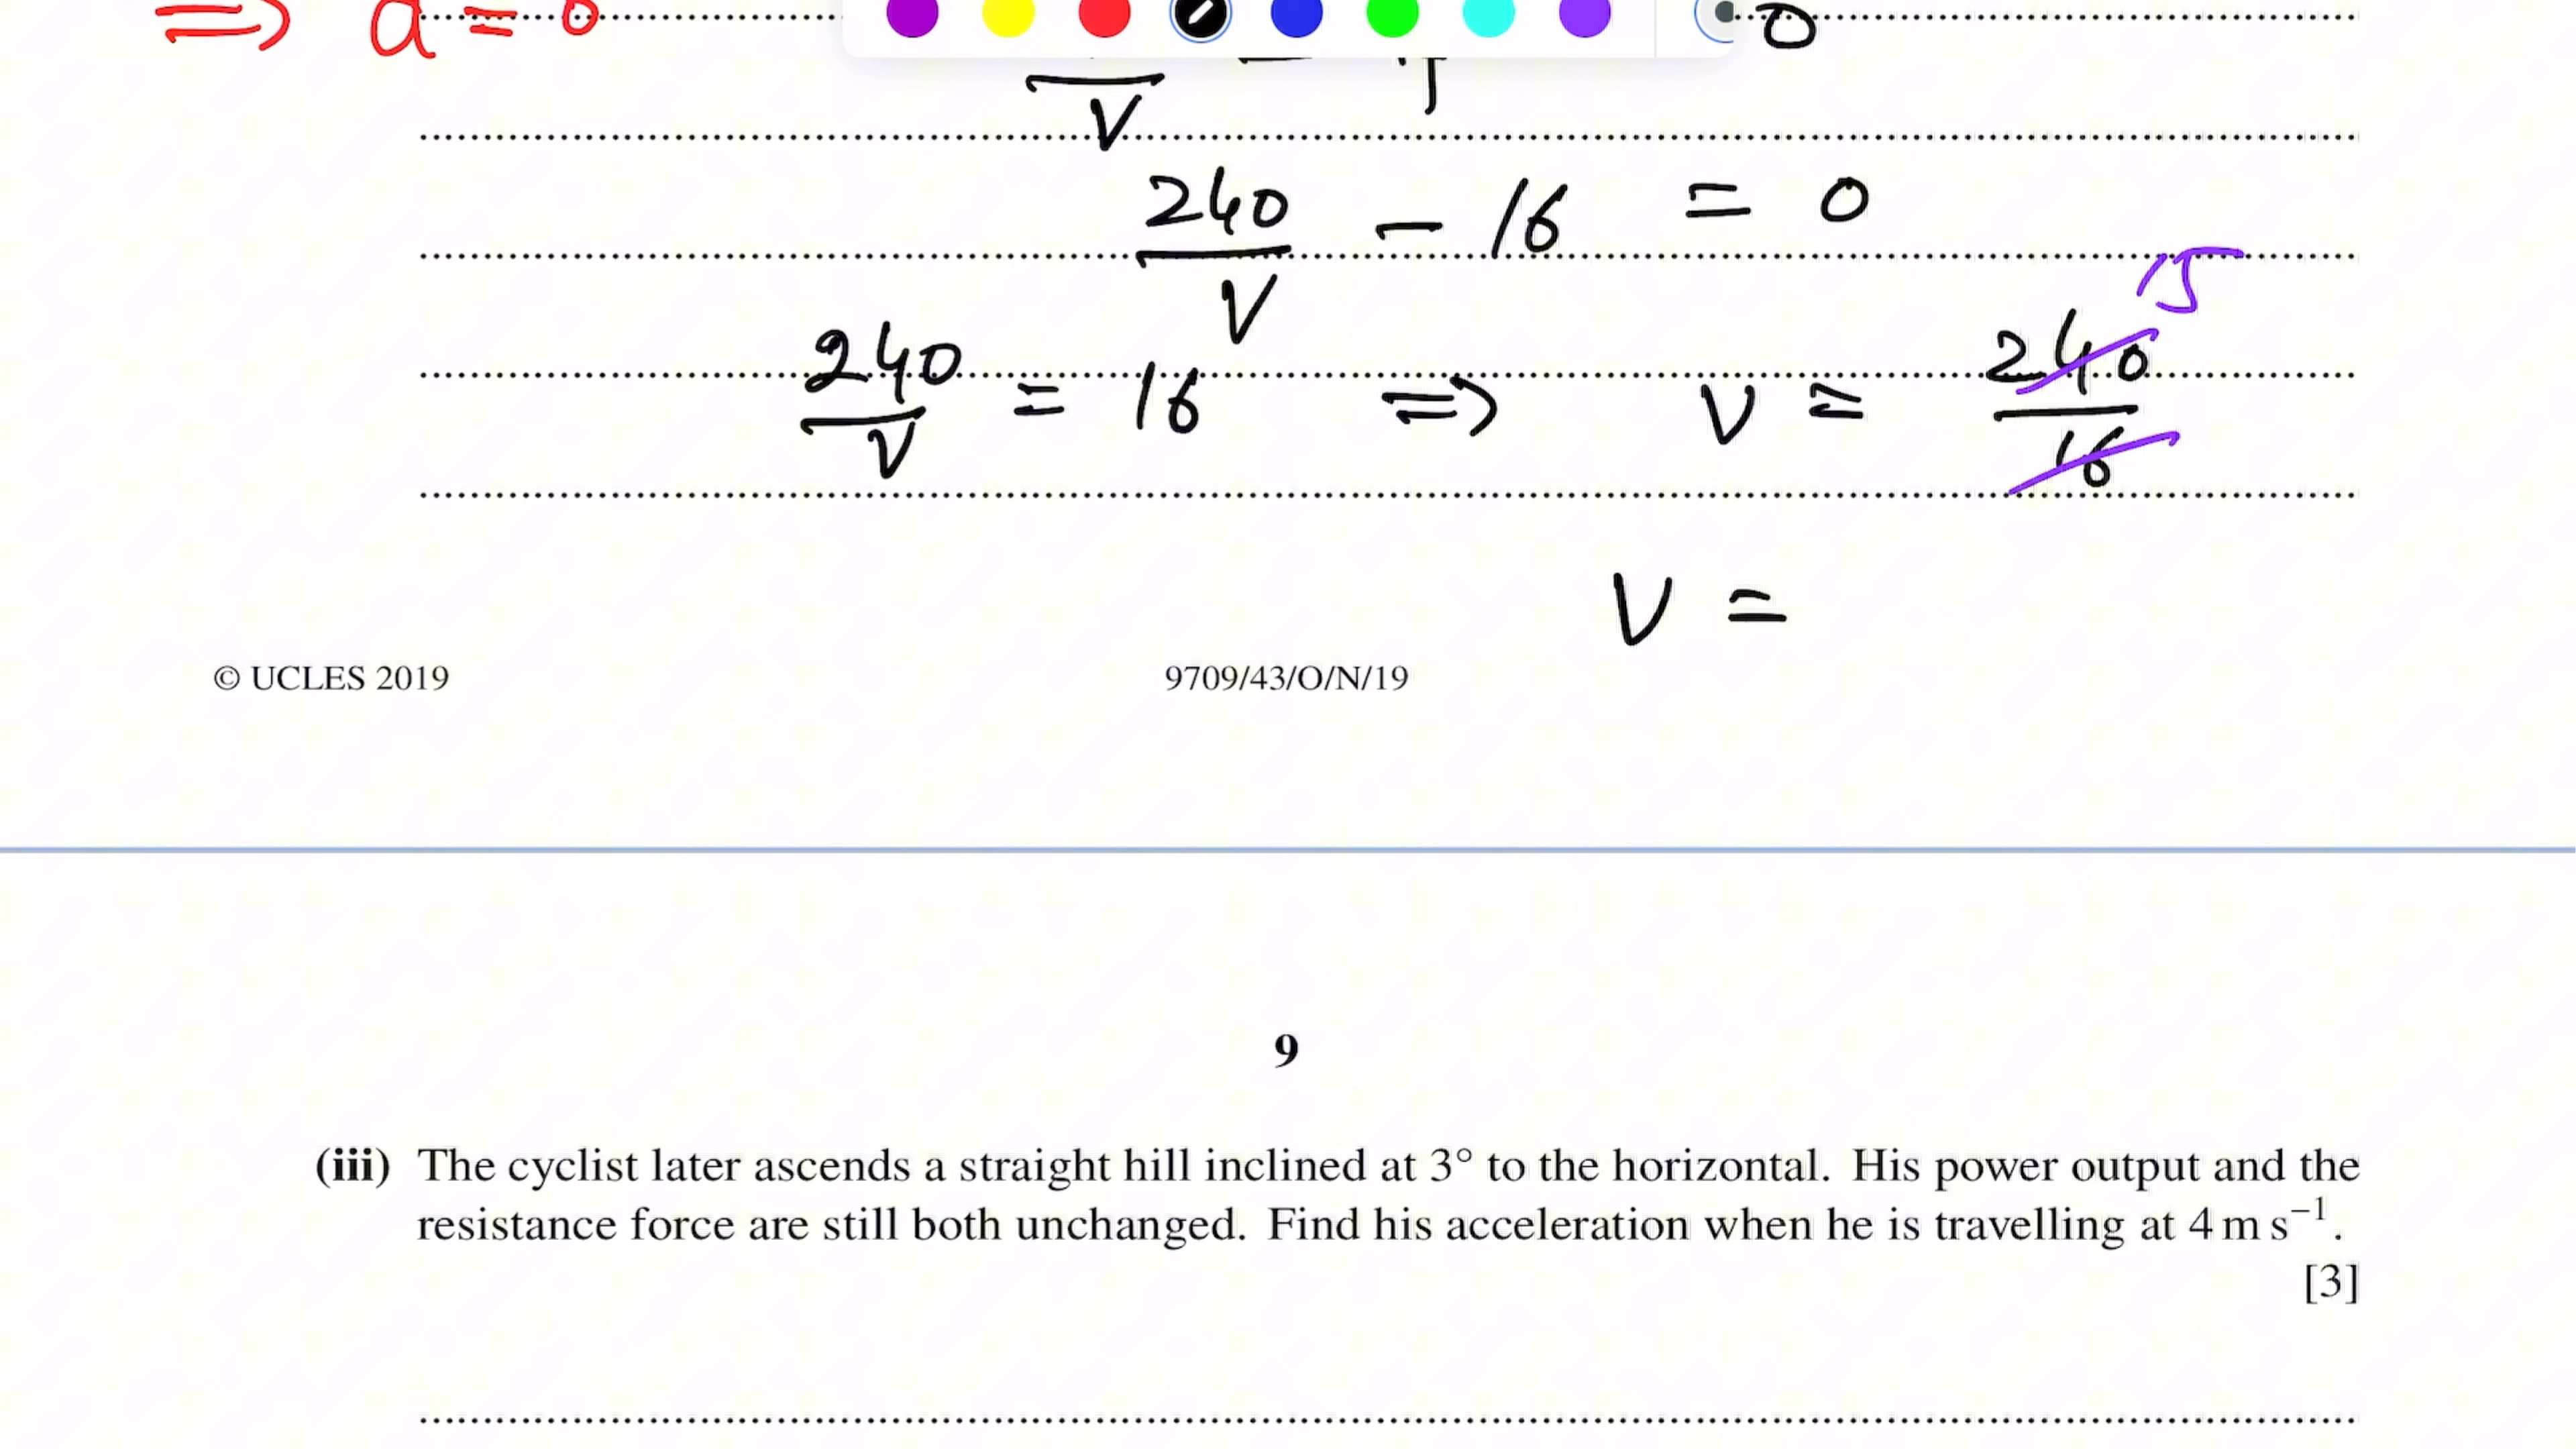 ⇒ a = 0
0
V
240/V − 16 = 0
15
240/V = 16 ⇒ V = 240/16
V =
© UCLES 2019
9709/43/O/N/19
9
(iii) The cyclist later ascends a straight hill inclined at 3° to the horizontal. His power output and the
resistance force are still both unchanged. Find his acceleration when he is travelling at 4 m s⁻¹.
[3]